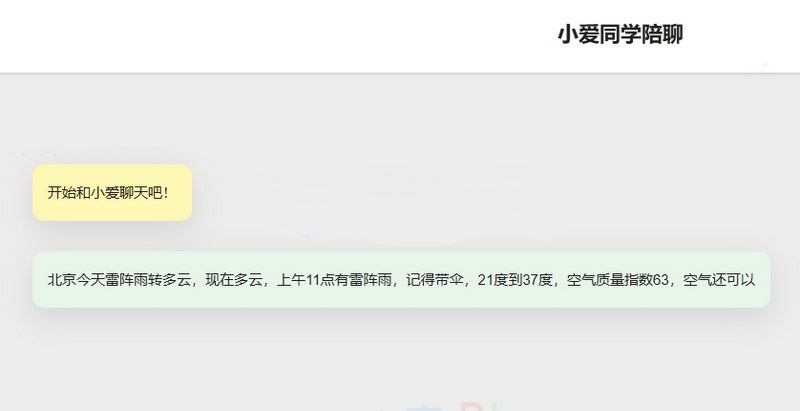 小爱同学陪聊
开始和小爱聊天吧！
北京今天雷阵雨转多云，现在多云，上午11点有雷阵雨，记得带伞，21度到37度，空气质量指数63，空气还可以